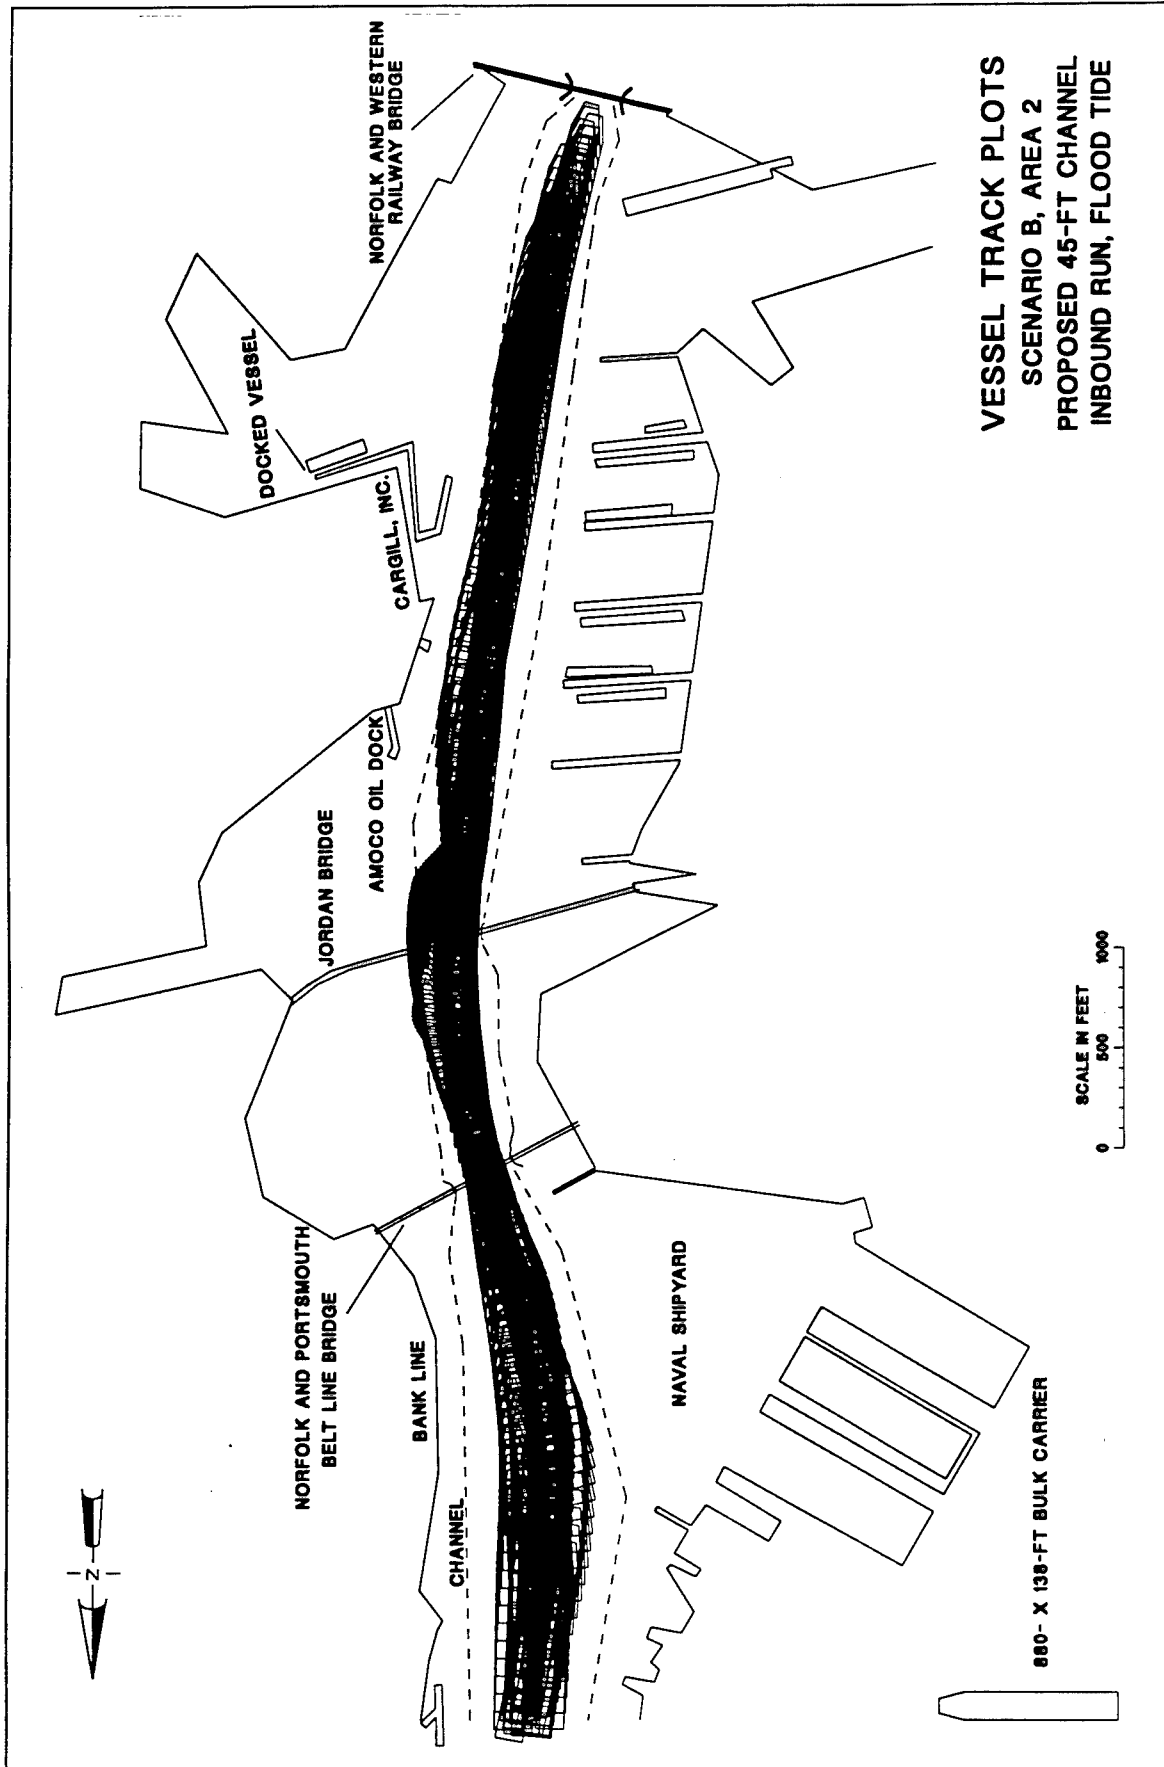 NORFOLK AND WESTERN
RAILWAY BRIDGE
DOCKED VESSEL
CARGILL, INC.
AMOCO OIL DOCK
JORDAN BRIDGE
NORFOLK AND PORTSMOUTH
BELT LINE BRIDGE
BANK LINE
CHANNEL
NAVAL SHIPYARD
N
880- X 138-FT BULK CARRIER
SCALE IN FEET
0 500 1000
VESSEL TRACK PLOTS
SCENARIO B, AREA 2
PROPOSED 45-FT CHANNEL
INBOUND RUN, FLOOD TIDE